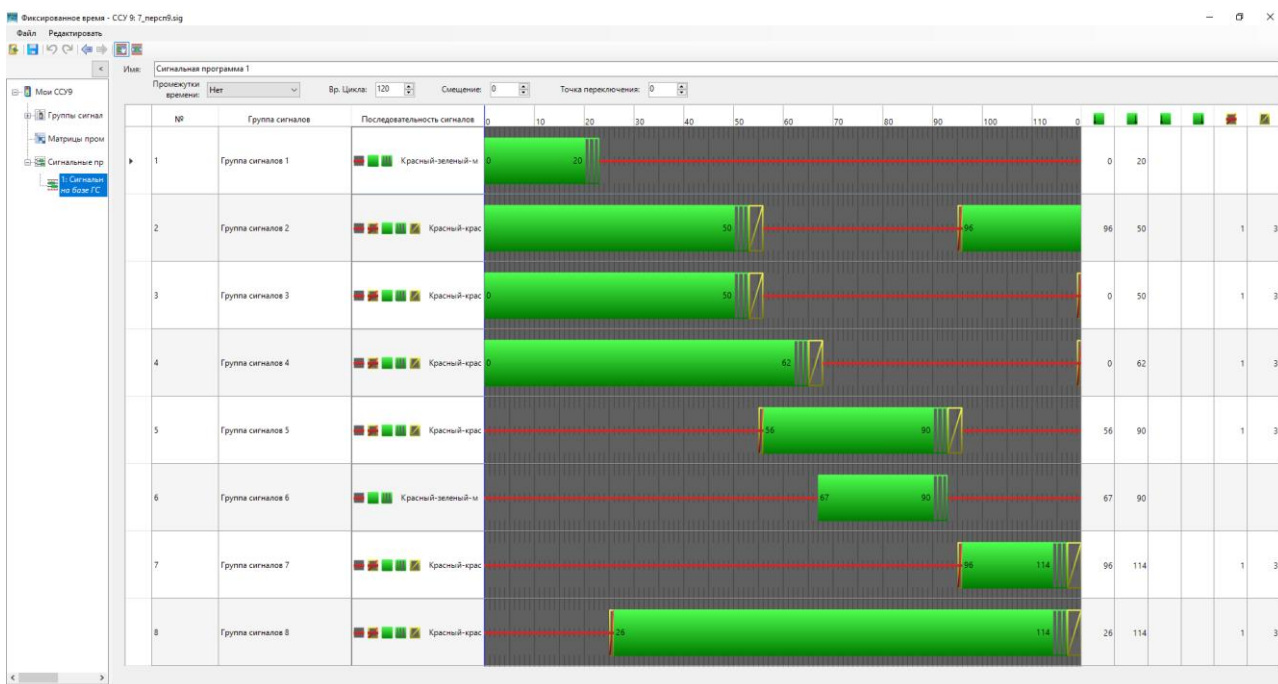 Фиксированное время - ССУ 9: 7_персп9.sig
Файл Редактировать
Имя: Сигнальная программа 1
Промежутки времени: Нет Вр. Цикла: 120 Смещение: 0 Точка переключения: 0
Мои ССУ9
Группы сигнал
Матрицы пром
Сигнальные пр
1: Сигнальн
на базе ГС
№ Группа сигналов Последовательность сигналов 0 10 20 30 40 50 60 70 80 90 100 110 0
1 Группа сигналов 1 Красный-зеленый-м 0 20 0 20
2 Группа сигналов 2 Красный-крас 50 96 96 50 1 3
3 Группа сигналов 3 Красный-крас 0 50 0 50 1 3
4 Группа сигналов 4 Красный-крас 0 62 0 62 1 3
5 Группа сигналов 5 Красный-крас 56 90 56 90 1 3
6 Группа сигналов 6 Красный-зеленый-м 67 90 67 90
7 Группа сигналов 7 Красный-крас 96 114 96 114 1 3
8 Группа сигналов 8 Красный-крас 26 114 26 114 1 3